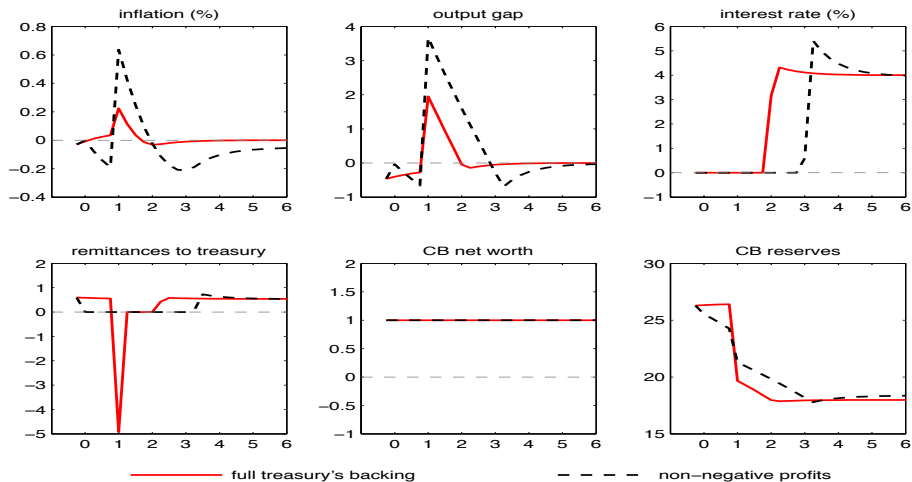 inflation (%)
output gap
interest rate (%)
0.8
0.6
0.4
0.2
0
−0.2
−0.4
0 1 2 3 4 5 6
4
3
2
1
0
−1
0 1 2 3 4 5 6
6
5
4
3
2
1
0
−1
0 1 2 3 4 5 6
remittances to treasury
CB net worth
CB reserves
2
1
0
−1
−2
−3
−4
−5
0 1 2 3 4 5 6
2
1.5
1
0.5
0
−0.5
−1
0 1 2 3 4 5 6
30
25
20
15
0 1 2 3 4 5 6
full treasury's backing
non−negative profits